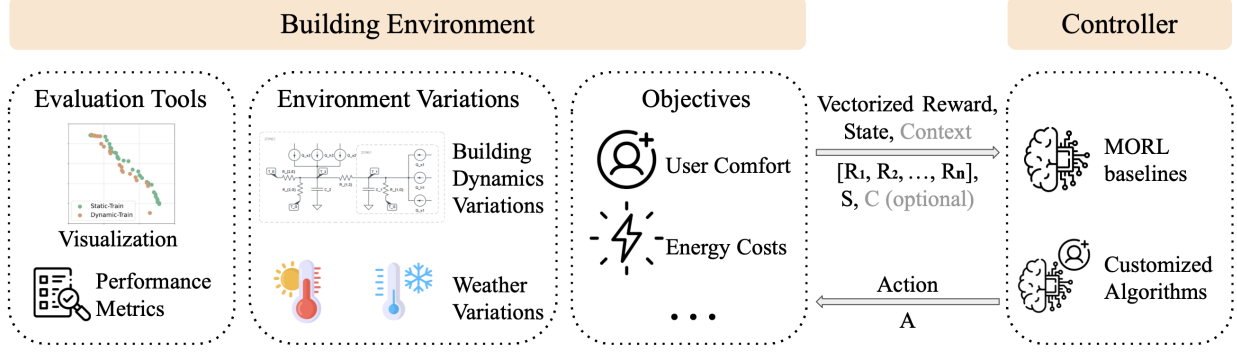 Building Environment
Controller
Evaluation Tools
Static-Train
Dynamic-Train
Visualization
Performance
Metrics
Environment Variations
Building
Dynamics
Variations
Weather
Variations
Objectives
User Comfort
Energy Costs
...
Vectorized Reward,
State, Context
[R₁, R₂, ..., Rn],
S, C (optional)
Action
A
MORL
baselines
Customized
Algorithms